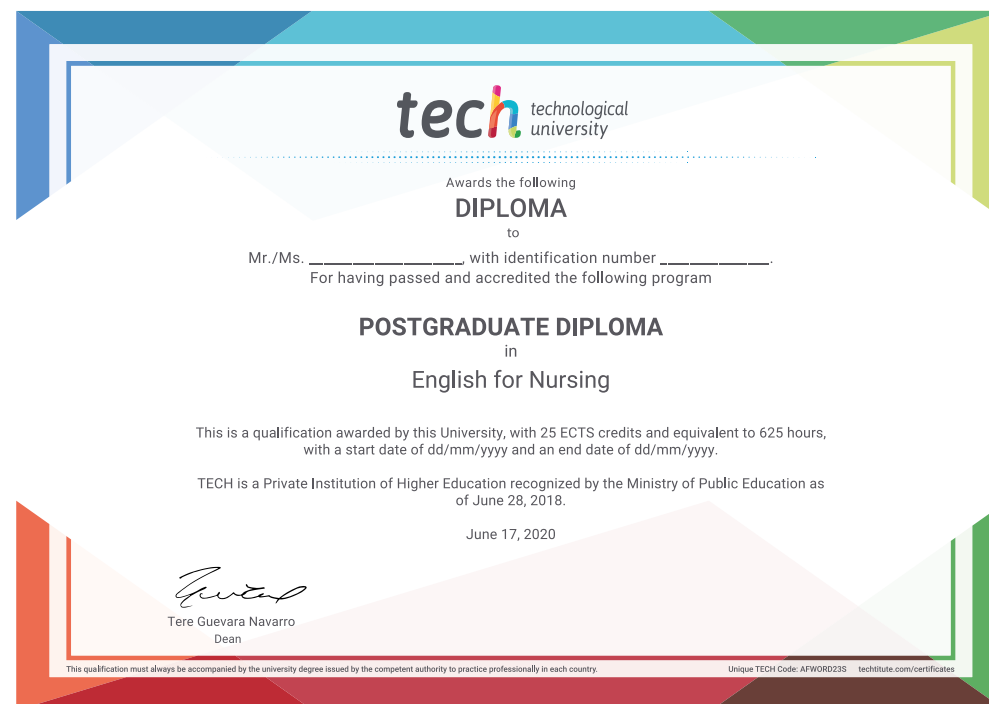 tech technological
university
Awards the following
DIPLOMA
to
Mr./Ms. ____________________, with identification number ______________.
For having passed and accredited the following program
POSTGRADUATE DIPLOMA
in
English for Nursing
This is a qualification awarded by this University, with 25 ECTS credits and equivalent to 625 hours,
with a start date of dd/mm/yyyy and an end date of dd/mm/yyyy.
TECH is a Private Institution of Higher Education recognized by the Ministry of Public Education as
of June 28, 2018.
June 17, 2020
Tere Guevara Navarro
Dean
This qualification must always be accompanied by the university degree issued by the competent authority to practice professionally in each country.
Unique TECH Code: AFWORD23S techtitute.com/certificates